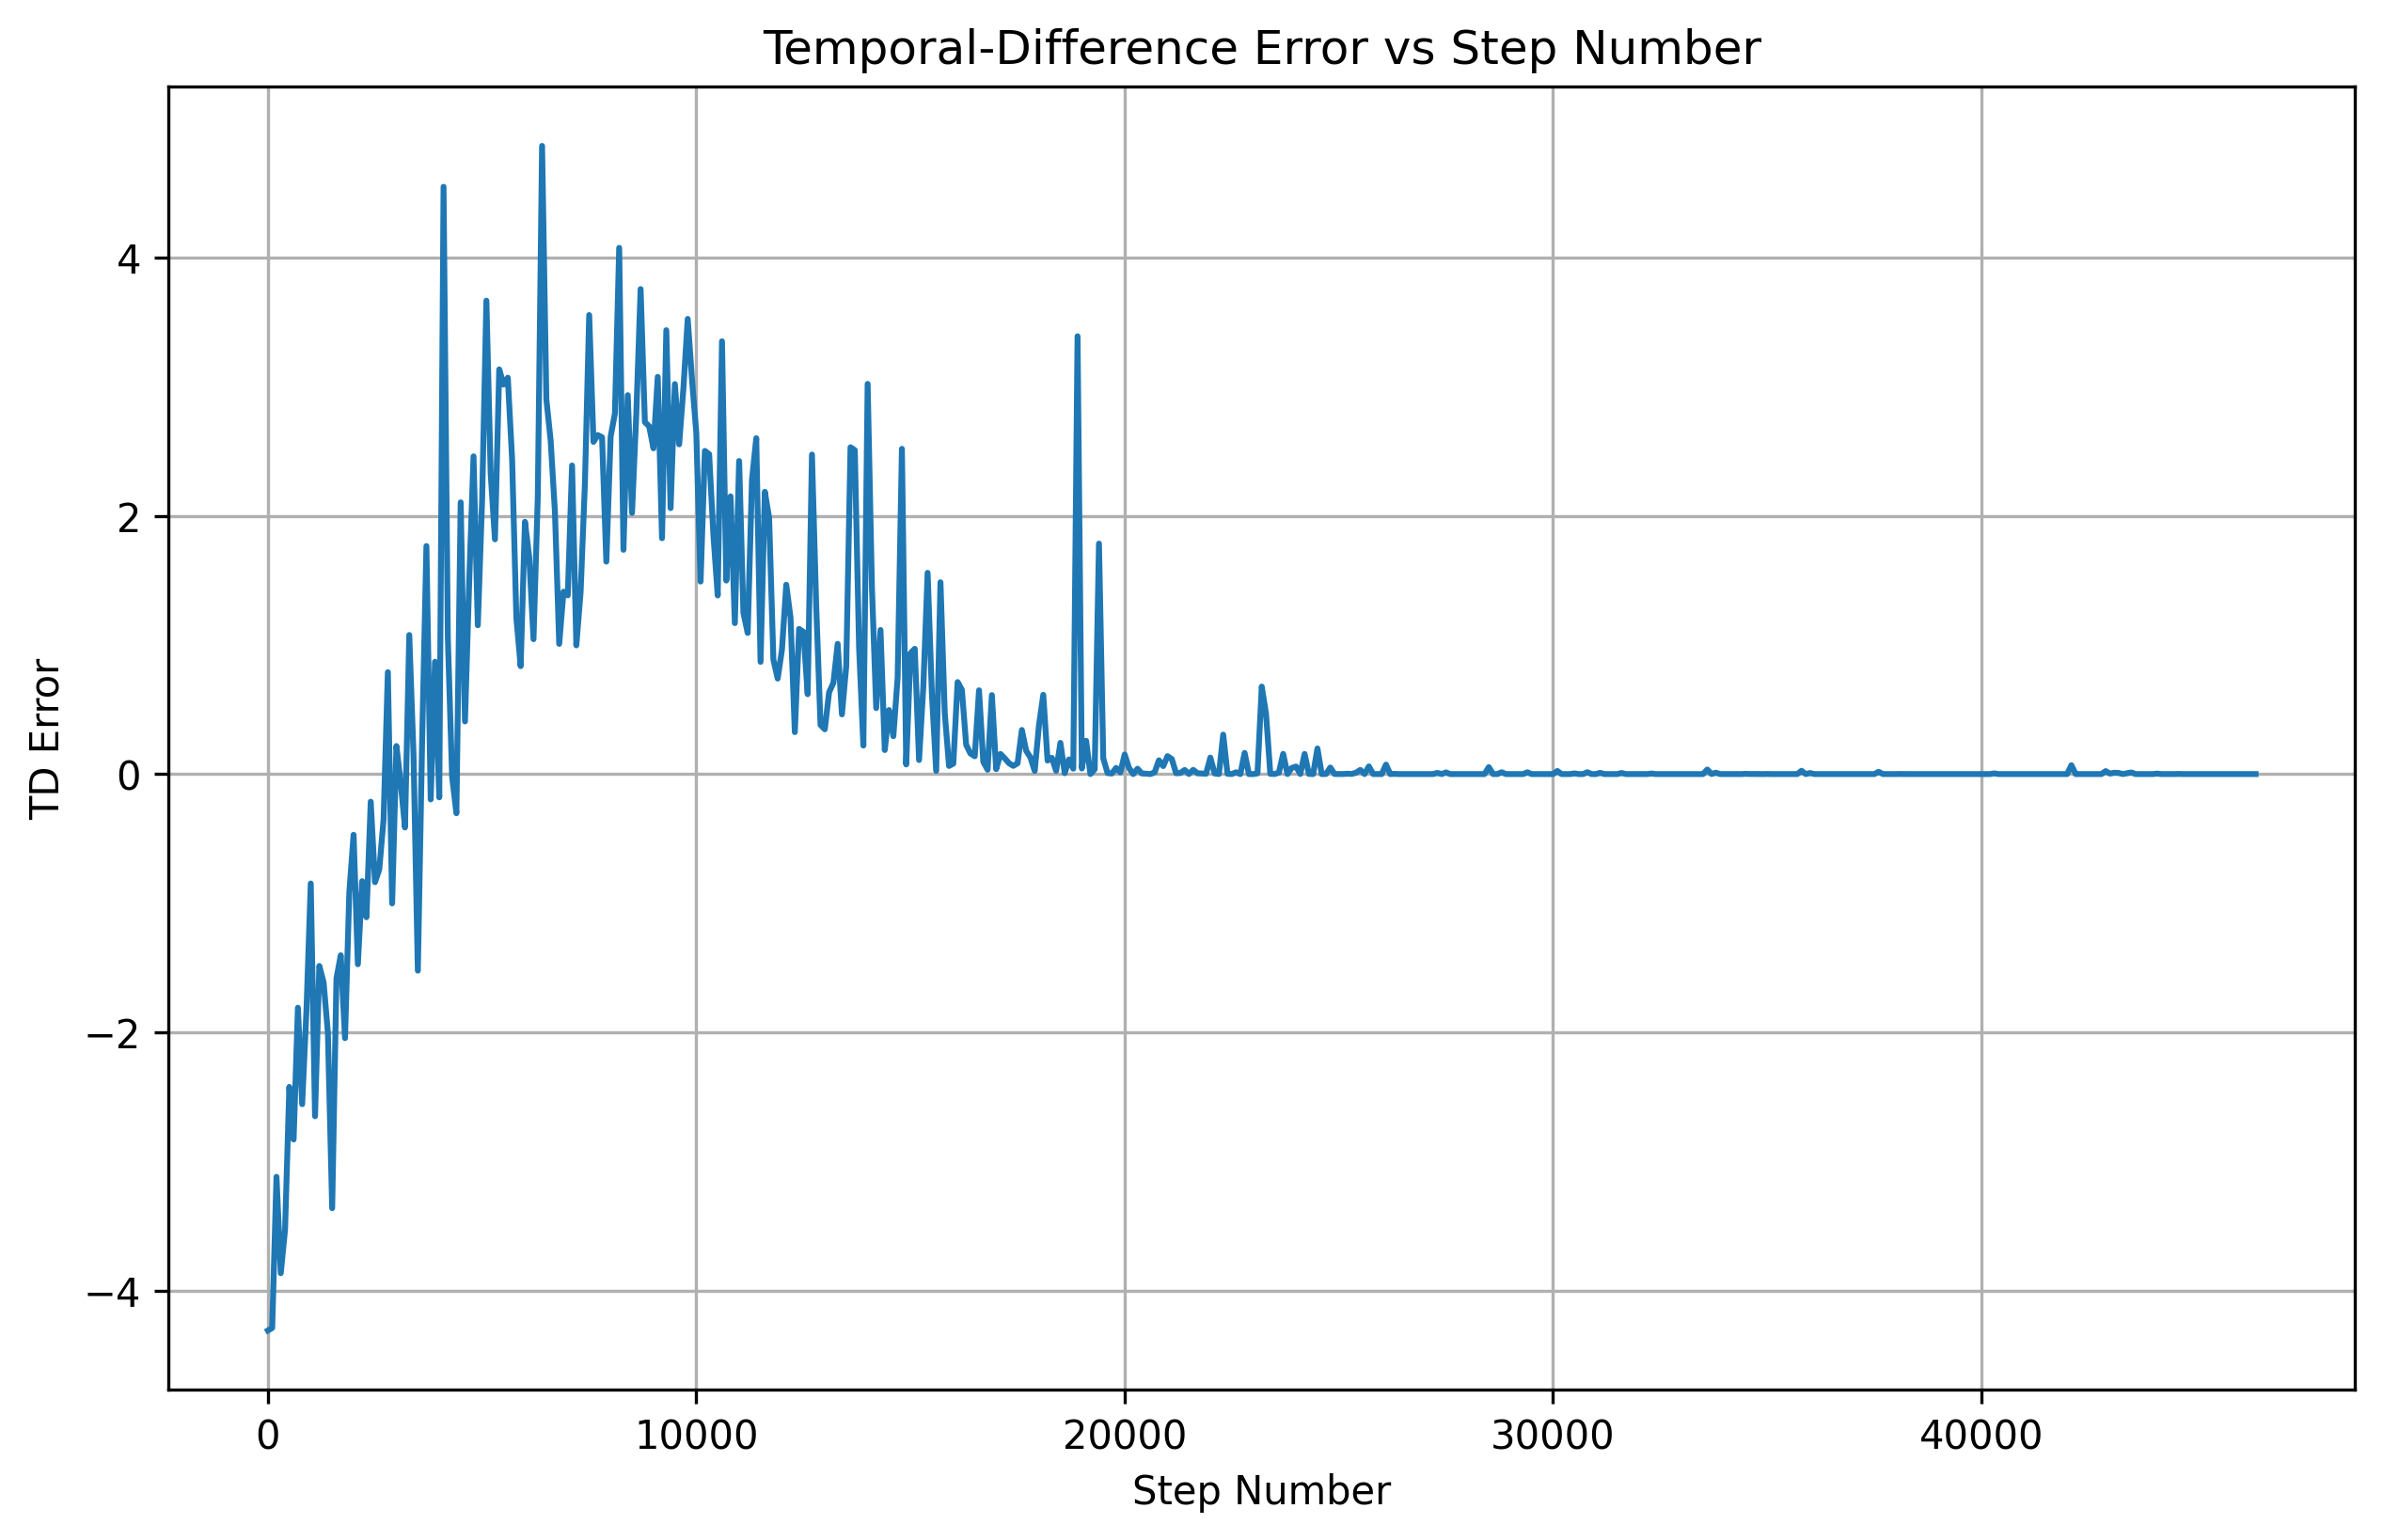 Temporal-Difference Error vs Step Number
TD Error
4
2
0
−2
−4
0 10000 20000 30000 40000
Step Number